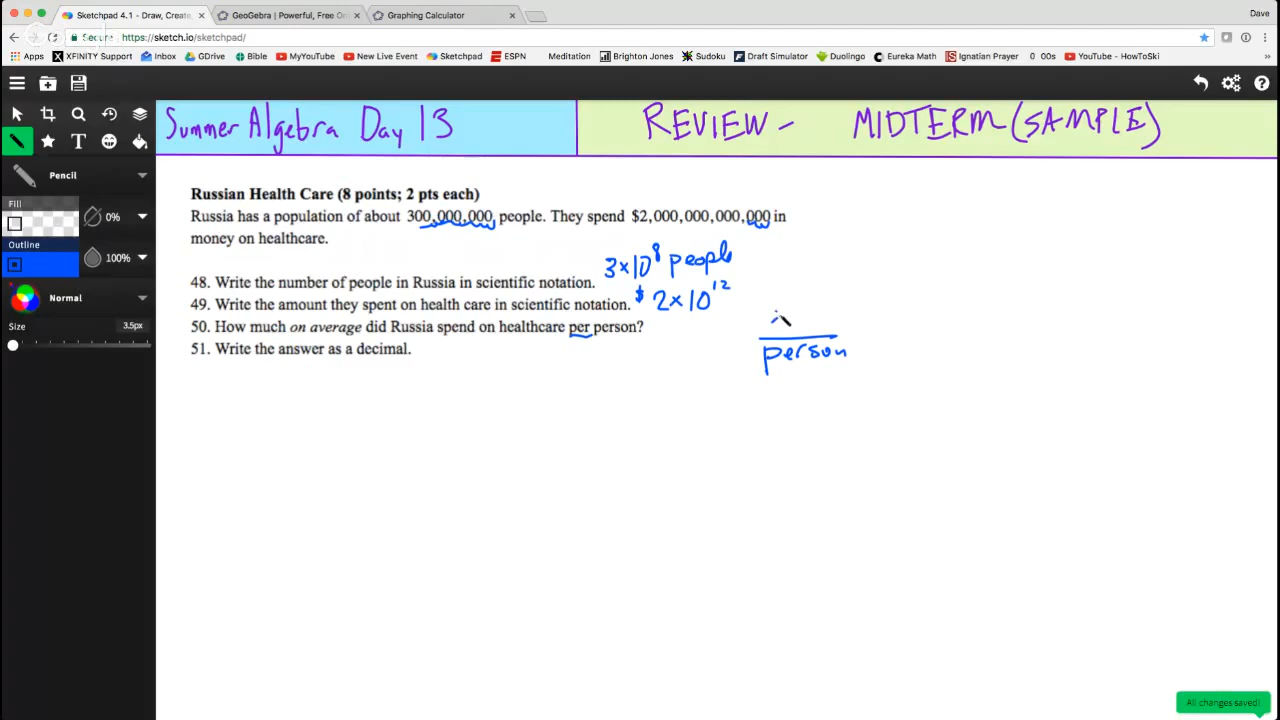 Sketchpad 4.1 - Draw, Create,
GeoGebra | Powerful, Free On
Graphing Calculator
Dave
Secure
https://sketch.io/sketchpad/
Apps
XFINITY Support
Inbox
GDrive
Bible
MyYouTube
New Live Event
Sketchpad
ESPN
Meditation
Brighton Jones
Sudoku
Draft Simulator
Duolingo
Eureka Math
Ignatian Prayer
0 00s
YouTube - HowToSki
»
Summer Algebra Day 13
REVIEW - MIDTERM (SAMPLE)
Pencil
Fill
0%
Outline
100%
Normal
Size
3.5px
Russian Health Care (8 points; 2 pts each)
Russia has a population of about 300,000,000 people. They spend $2,000,000,000,000 in
money on healthcare.
3×10⁸ people
48. Write the number of people in Russia in scientific notation.
49. Write the amount they spent on health care in scientific notation.
$ 2×10¹²
50. How much on average did Russia spend on healthcare per person?
51. Write the answer as a decimal.
person
All changes saved!